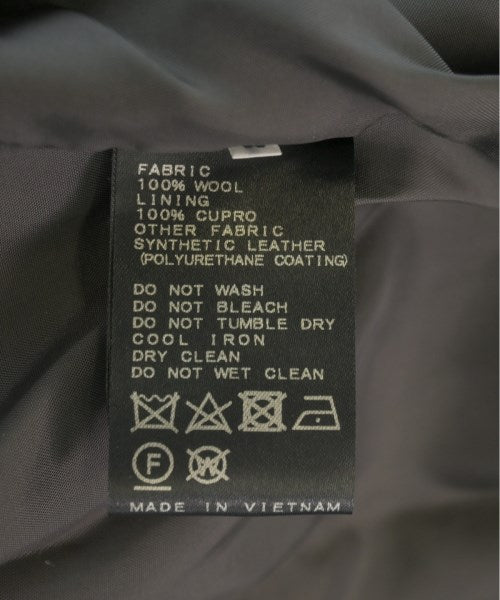 FABRIC
100% WOOL
LINING
100% CUPRO
OTHER FABRIC
SYNTHETIC LEATHER
(POLYURETHANE COATING)
DO NOT WASH
DO NOT BLEACH
DO NOT TUMBLE DRY
COOL IRON
DRY CLEAN
DO NOT WET CLEAN
F W
MADE IN VIETNAM